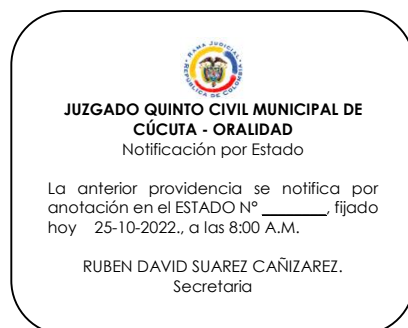 JUZGADO QUINTO CIVIL MUNICIPAL DE
CÚCUTA - ORALIDAD
Notificación por Estado
La anterior providencia se notifica por
anotación en el ESTADO N° _______, fijado
hoy 25-10-2022., a las 8:00 A.M.
RUBEN DAVID SUAREZ CAÑIZAREZ.
Secretaria